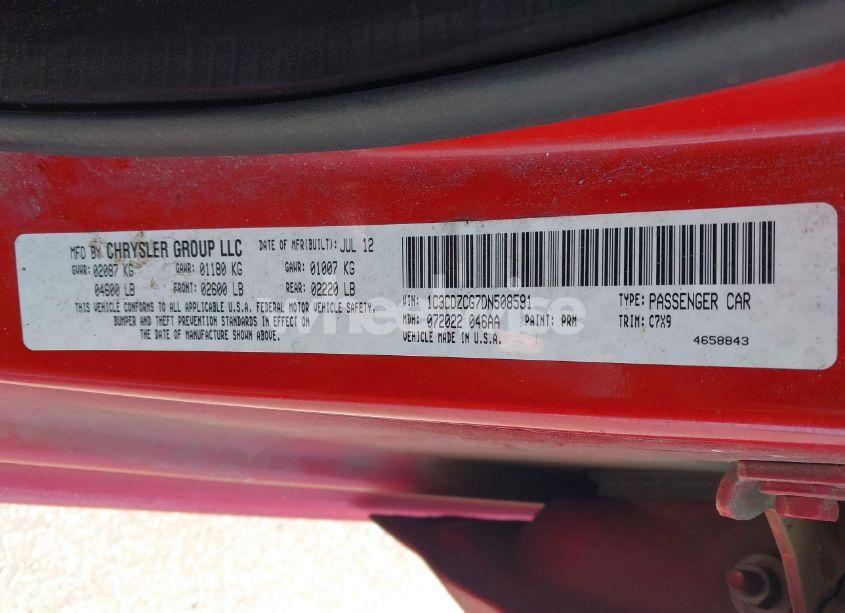 MFD BY CHRYSLER GROUP LLC DATE OF MFR(BUILT): JUL 12
GVWR: 02087 KG GAWR: 01180 KG GAWR: 01007 KG
04600 LB FRONT: 02600 LB REAR: 02220 LB
THIS VEHICLE CONFORMS TO ALL APPLICABLE U.S.A. FEDERAL MOTOR VEHICLE SAFETY,
BUMPER AND THEFT PREVENTION STANDARDS IN EFFECT ON
THE DATE OF MANUFACTURE SHOWN ABOVE.
VIN: 1C3CDZCG7DN508591 TYPE: PASSENGER CAR
MDH: 072022 046AA PAINT: PRM TRIM: C7X9
VEHICLE MADE IN U.S.A. 4658843